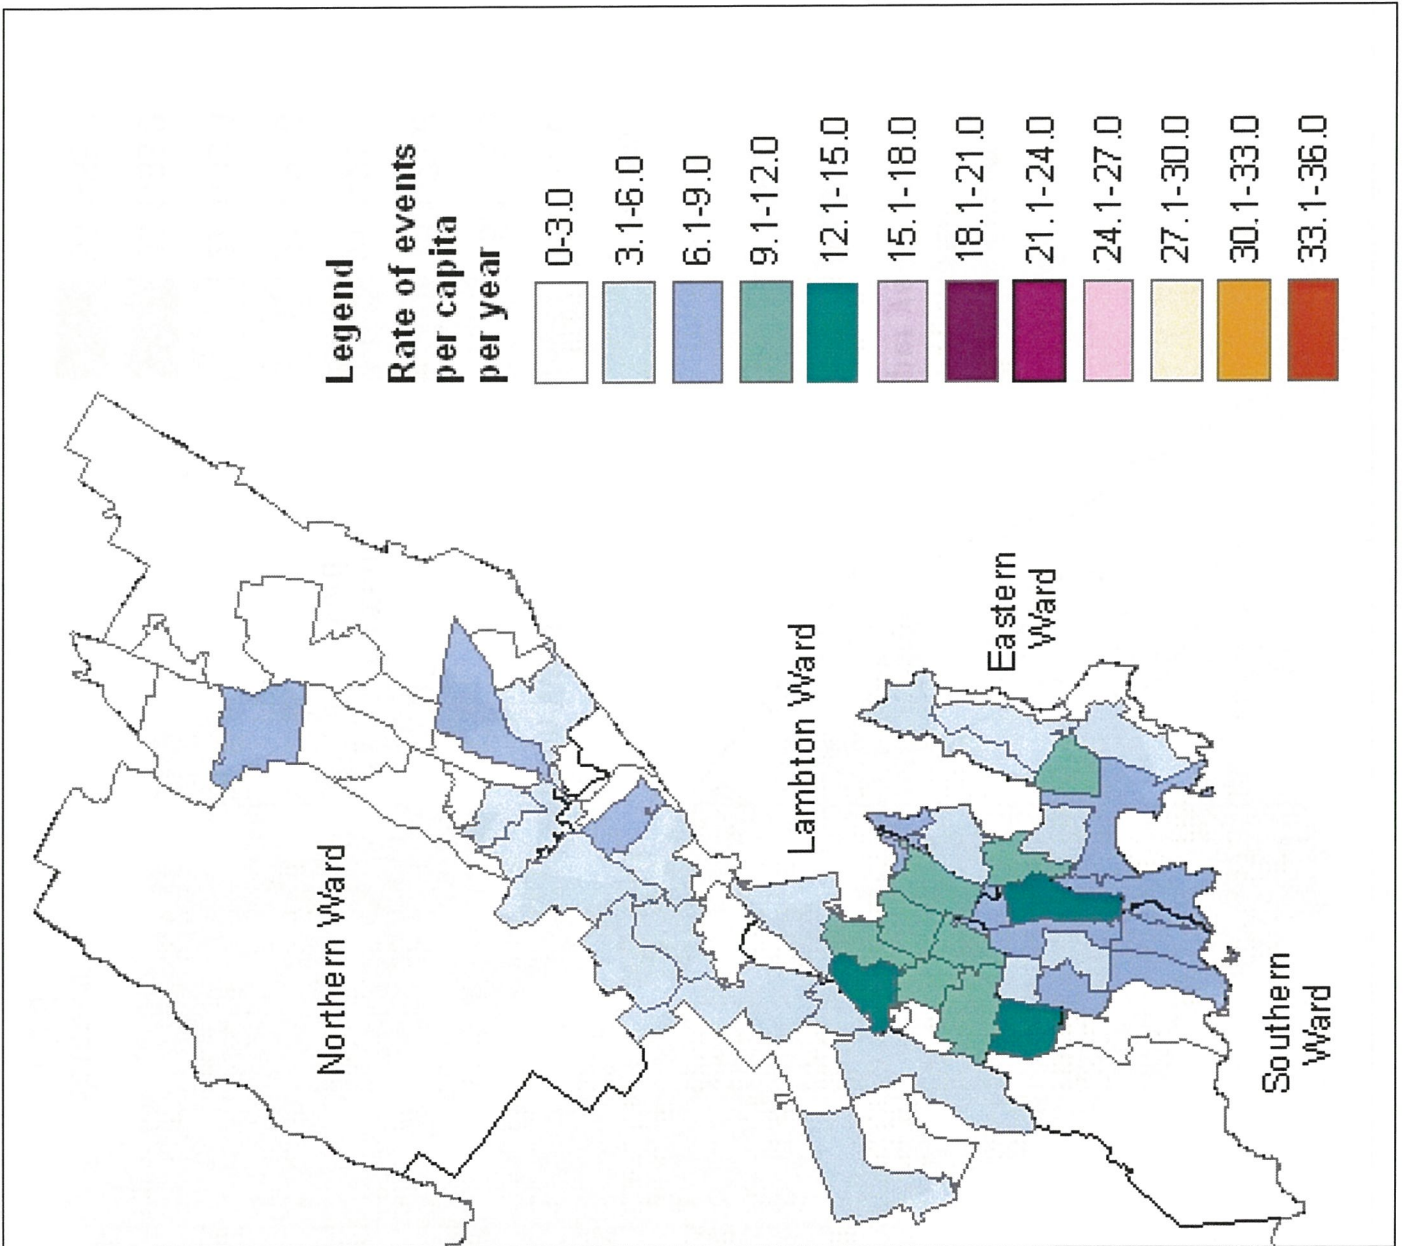 Legend
Rate of events
per capita
per year
0-3.0
3.1-6.0
6.1-9.0
9.1-12.0
12.1-15.0
15.1-18.0
18.1-21.0
21.1-24.0
24.1-27.0
27.1-30.0
30.1-33.0
33.1-36.0
Northern Ward
Lambton Ward
Eastern
Ward
Southern
Ward